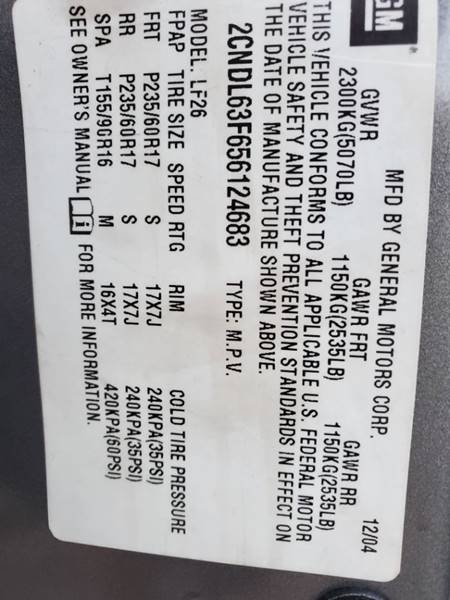 GM
MFD BY GENERAL MOTORS CORP. 12/04
GVWR GAWR FRT GAWR RR
2300KG(5070LB) 1150KG(2535LB) 1150KG(2535LB)
THIS VEHICLE CONFORMS TO ALL APPLICABLE U.S. FEDERAL MOTOR
VEHICLE SAFETY AND THEFT PREVENTION STANDARDS IN EFFECT ON
THE DATE OF MANUFACTURE SHOWN ABOVE.
2CNDL63F656124683 TYPE: M.P.V.
MODEL: LF26
FPAP TIRE SIZE SPEED RTG RIM COLD TIRE PRESSURE
FRT P235/60R17 S 17X7J 240KPA(35PSI)
RR P235/60R17 S 17X7J 240KPA(35PSI)
SPA T155/90R16 M 16X4T 420KPA(60PSI)
SEE OWNER'S MANUAL i FOR MORE INFORMATION.